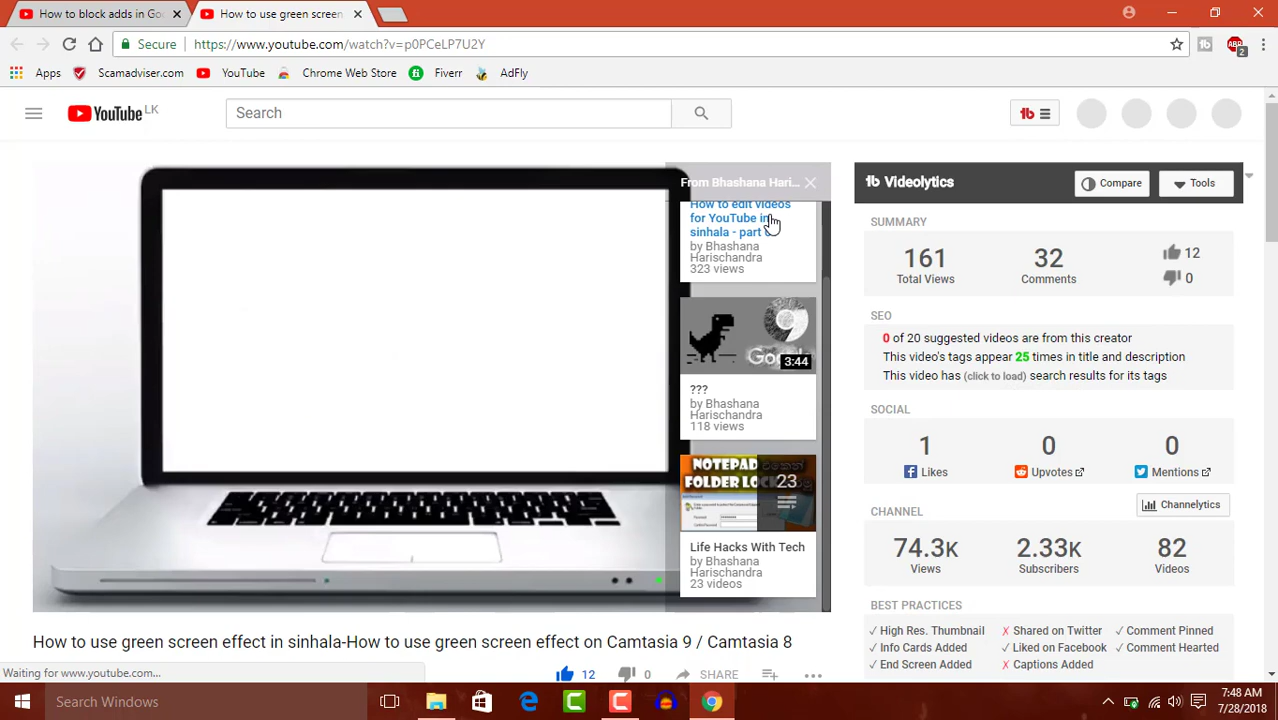 How to block adds in Go
How to use green screen
Secure
https://www.youtube.com/watch?v=p0PCeLP7U2Y
ABP
2
Apps
Scamadviser.com
YouTube
Chrome Web Store
fi
Fiverr
AdFly
YouTube LK
Search
tb
From Bhashana Hari...
How to edit videos
for YouTube in
sinhala - part
by Bhashana
Harischandra
323 views
3:44
???
by Bhashana
Harischandra
118 views
NOTEPAD
FOLDER LOCK
23
Life Hacks With Tech
by Bhashana
Harischandra
23 videos
tb Videolytics
Compare
Tools
SUMMARY
161
Total Views
32
Comments
12
0
SEO
0 of 20 suggested videos are from this creator
This video's tags appear 25 times in title and description
This video has (click to load) search results for its tags
SOCIAL
1
Likes
0
Upvotes
0
Mentions
Channelytics
CHANNEL
74.3K
Views
2.33K
Subscribers
82
Videos
BEST PRACTICES
✓ High Res. Thumbnail
✗ Shared on Twitter
✓ Comment Pinned
✓ Info Cards Added
✗ Liked on Facebook
✓ Comment Hearted
✓ End Screen Added
✗ Captions Added
How to use green screen effect in sinhala-How to use green screen effect on Camtasia 9 / Camtasia 8
12
0
SHARE
Waiting for www.youtube.com...
Search Windows
7:48 AM
7/28/2018